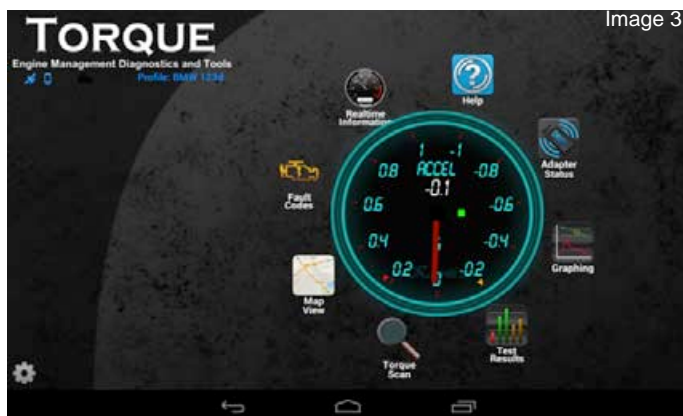 Image 3
TORQUE
Engine Management Diagnostics and Tools
Profile: BMW 123d
Help
Realtime
Information
Adapter
Status
Fault
Codes
1 -1
ACCEL
0.8 -0.8
-0.1
0.6 -0.6
0.4 -0.4
0.2 -0.2
0
Graphing
Map
View
Test
Results
Torque
Scan